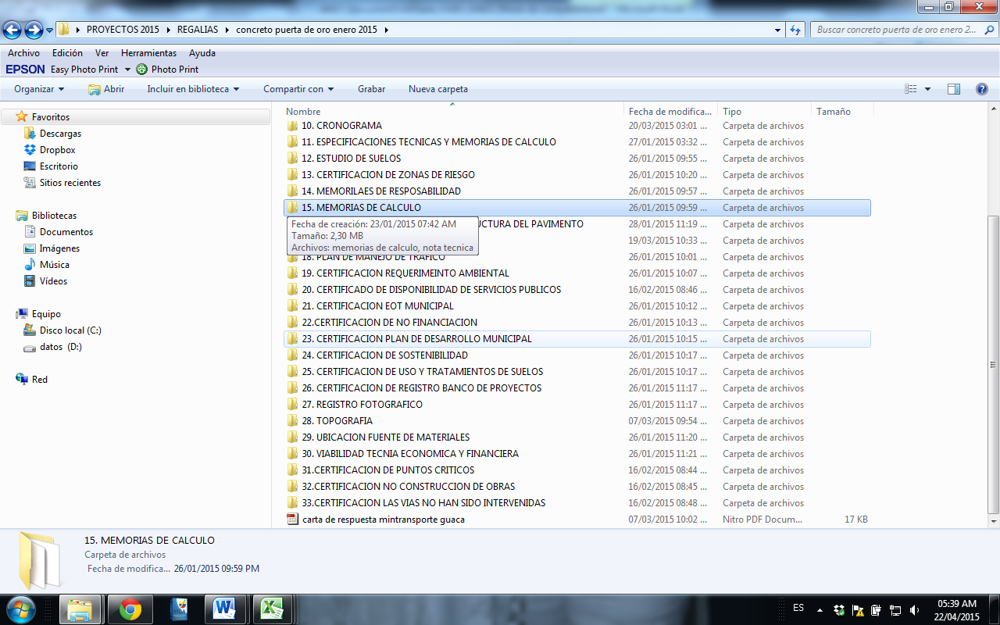 PROYECTOS 2015 REGALIAS concreto puerta de oro enero 2015
Buscar concreto puerta de oro enero 2...
Archivo Edición Ver Herramientas Ayuda
EPSON Easy Photo Print Photo Print
Organizar Abrir Incluir en biblioteca Compartir con Grabar Nueva carpeta
Favoritos
Descargas
Dropbox
Escritorio
Sitios recientes
Bibliotecas
Documentos
Imágenes
Música
Vídeos
Equipo
Disco local (C:)
datos (D:)
Red
Nombre Fecha de modifica... Tipo Tamaño
10. CRONOGRAMA 20/03/2015 03:01 ... Carpeta de archivos
11. ESPECIFICACIONES TECNICAS Y MEMORIAS DE CALCULO 27/01/2015 03:32 ... Carpeta de archivos
12. ESTUDIO DE SUELOS 26/01/2015 09:55 ... Carpeta de archivos
13. CERTIFICACION DE ZONAS DE RIESGO 26/01/2015 10:20 ... Carpeta de archivos
14. MEMORILAES DE RESPOSABILIDAD 26/01/2015 09:57 ... Carpeta de archivos
15. MEMORIAS DE CALCULO 26/01/2015 09:59 ... Carpeta de archivos
UCTURA DEL PAVIMENTO 28/01/2015 11:19 ... Carpeta de archivos
19/03/2015 10:33 ... Carpeta de archivos
Fecha de creación: 23/01/2015 07:42 AM
Tamaño: 2,30 MB
Archivos: memorias de calculo, nota tecnica
18. PLAN DE MANEJO DE TRAFICO 26/01/2015 10:01 ... Carpeta de archivos
19. CERTIFICACION REQUERIMEINTO AMBIENTAL 26/01/2015 10:07 ... Carpeta de archivos
20. CERTIFICADO DE DISPONIBILIDAD DE SERVICIOS PUBLICOS 16/02/2015 08:46 ... Carpeta de archivos
21. CERTIFICACION EOT MUNICIPAL 26/01/2015 10:12 ... Carpeta de archivos
22.CERTIFICACION DE NO FINANCIACION 26/01/2015 10:13 ... Carpeta de archivos
23. CERTIFICACION PLAN DE DESARROLLO MUNICIPAL 26/01/2015 10:15 ... Carpeta de archivos
24. CERTIFICACION DE SOSTENIBILIDAD 26/01/2015 10:17 ... Carpeta de archivos
25. CERTIFICACION DE USO Y TRATAMIENTOS DE SUELOS 26/01/2015 10:17 ... Carpeta de archivos
26. CERTIFICACION DE REGISTRO BANCO DE PROYECTOS 26/01/2015 11:17 ... Carpeta de archivos
27. REGISTRO FOTOGRAFICO 26/01/2015 11:17 ... Carpeta de archivos
28. TOPOGRAFIA 07/03/2015 09:54 ... Carpeta de archivos
29. UBICACION FUENTE DE MATERIALES 26/01/2015 11:20 ... Carpeta de archivos
30. VIABILIDAD TECNIA ECONOMICA Y FINANCIERA 26/01/2015 11:21 ... Carpeta de archivos
31.CERTIFICACION DE PUNTOS CRITICOS 16/02/2015 08:44 ... Carpeta de archivos
32.CERTIFICACION NO CONSTRUCCION DE OBRAS 16/02/2015 08:45 ... Carpeta de archivos
33.CERTIFICACION LAS VIAS NO HAN SIDO INTERVENIDAS 16/02/2015 08:48 ... Carpeta de archivos
carta de respuesta mintransporte guaca 07/03/2015 10:02 ... Nitro PDF Docum... 17 KB
15. MEMORIAS DE CALCULO
Carpeta de archivos
Fecha de modifica... 26/01/2015 09:59 PM
ES
05:39 AM
22/04/2015